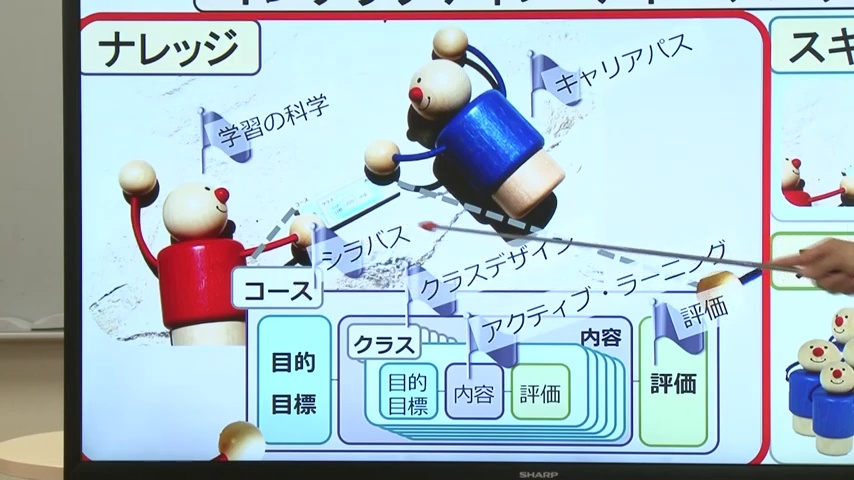 ナレッジ
スキ
キャリアパス
学習の科学
シラバス
クラスデザイン
アクティブ・ラーニング
評価
コース
クラス
内容
目的
目標
目的
目標
内容
評価
評価
SHARP